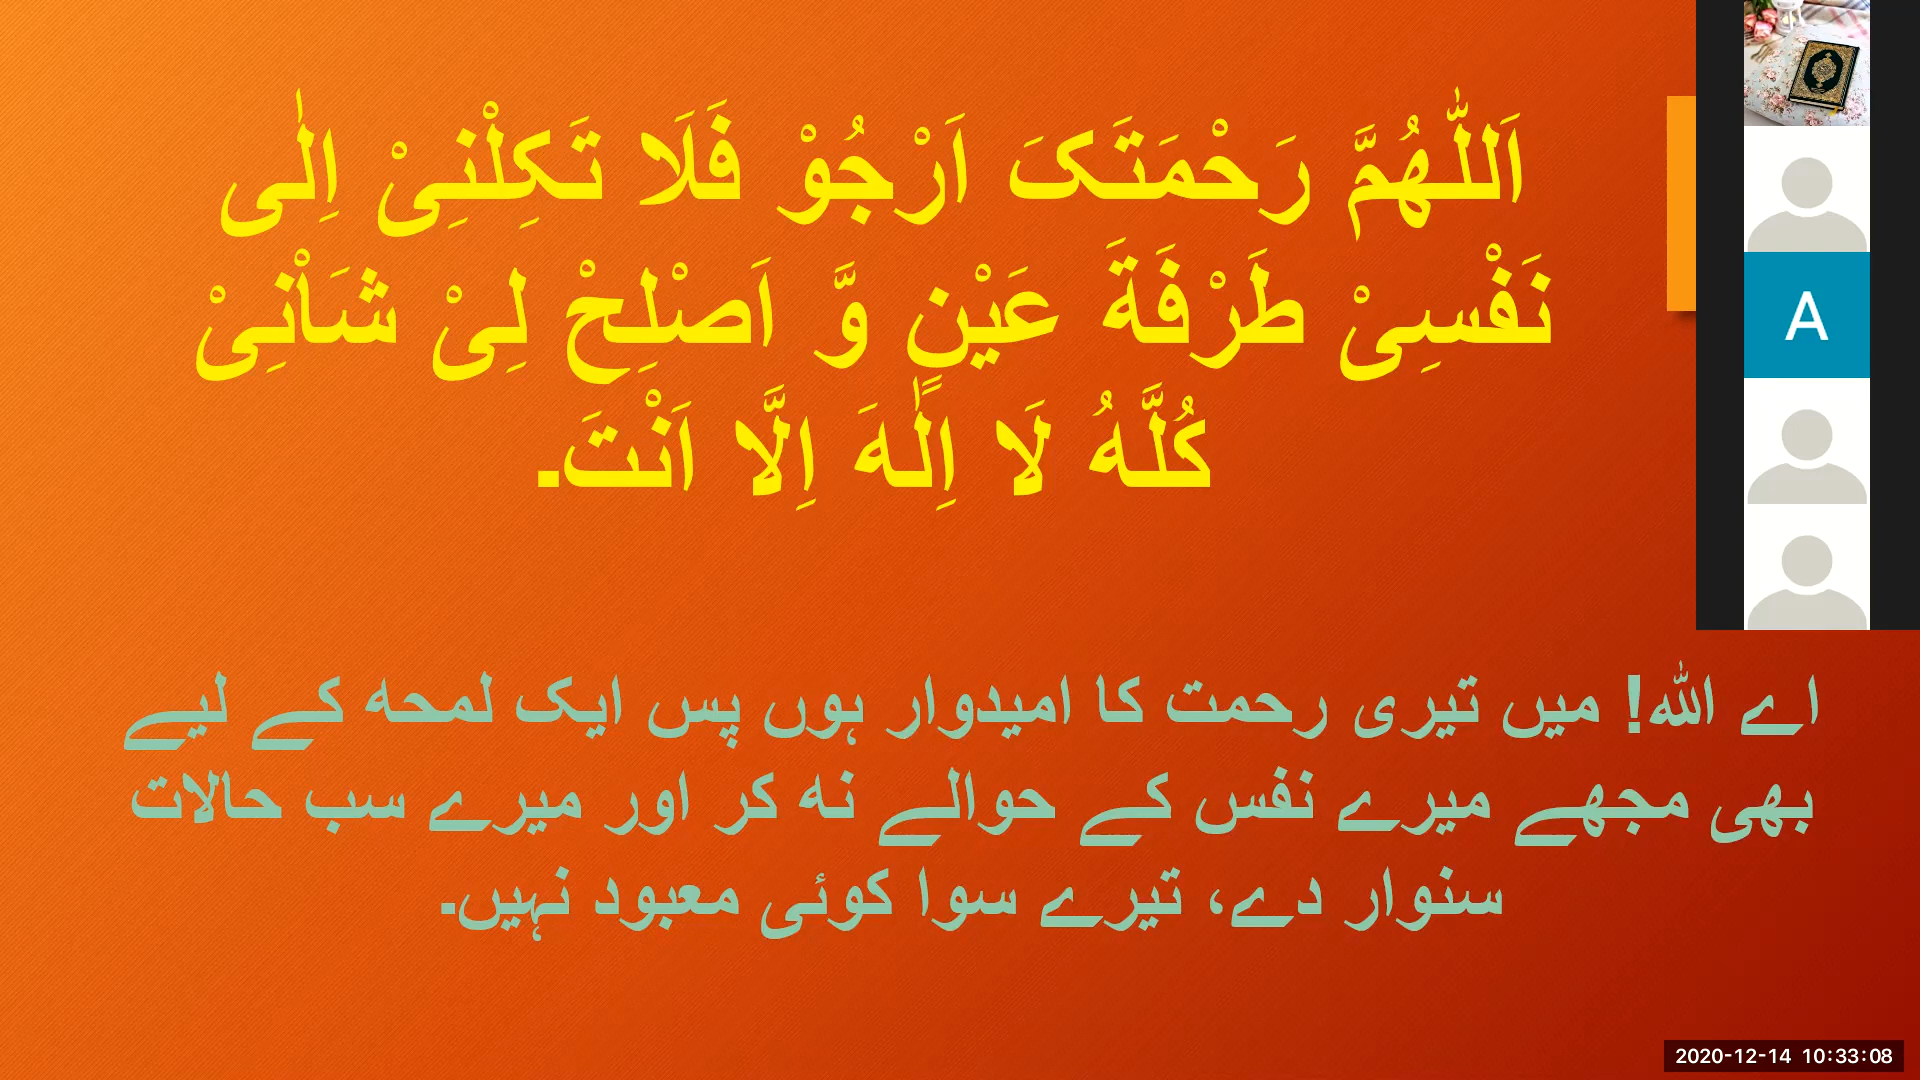 اَللّٰهُمَّ رَحْمَتَکَ اَرْجُوْ فَلَا تَکِلْنِیْ اِلٰی
نَفْسِیْ طَرْفَةَ عَیْنٍ وَّ اَصْلِحْ لِیْ شَاْنِیْ
کُلَّهُ لَا اِلٰهَ اِلَّا اَنْتَ.
اے اللہ! میں تیری رحمت کا امیدوار ہوں پس ایک لمحہ کے لیے
بھی مجھے میرے نفس کے حوالے نہ کر اور میرے سب حالات
سنوار دے، تیرے سوا کوئی معبود نہیں.
A
2020-12-14 10:33:08